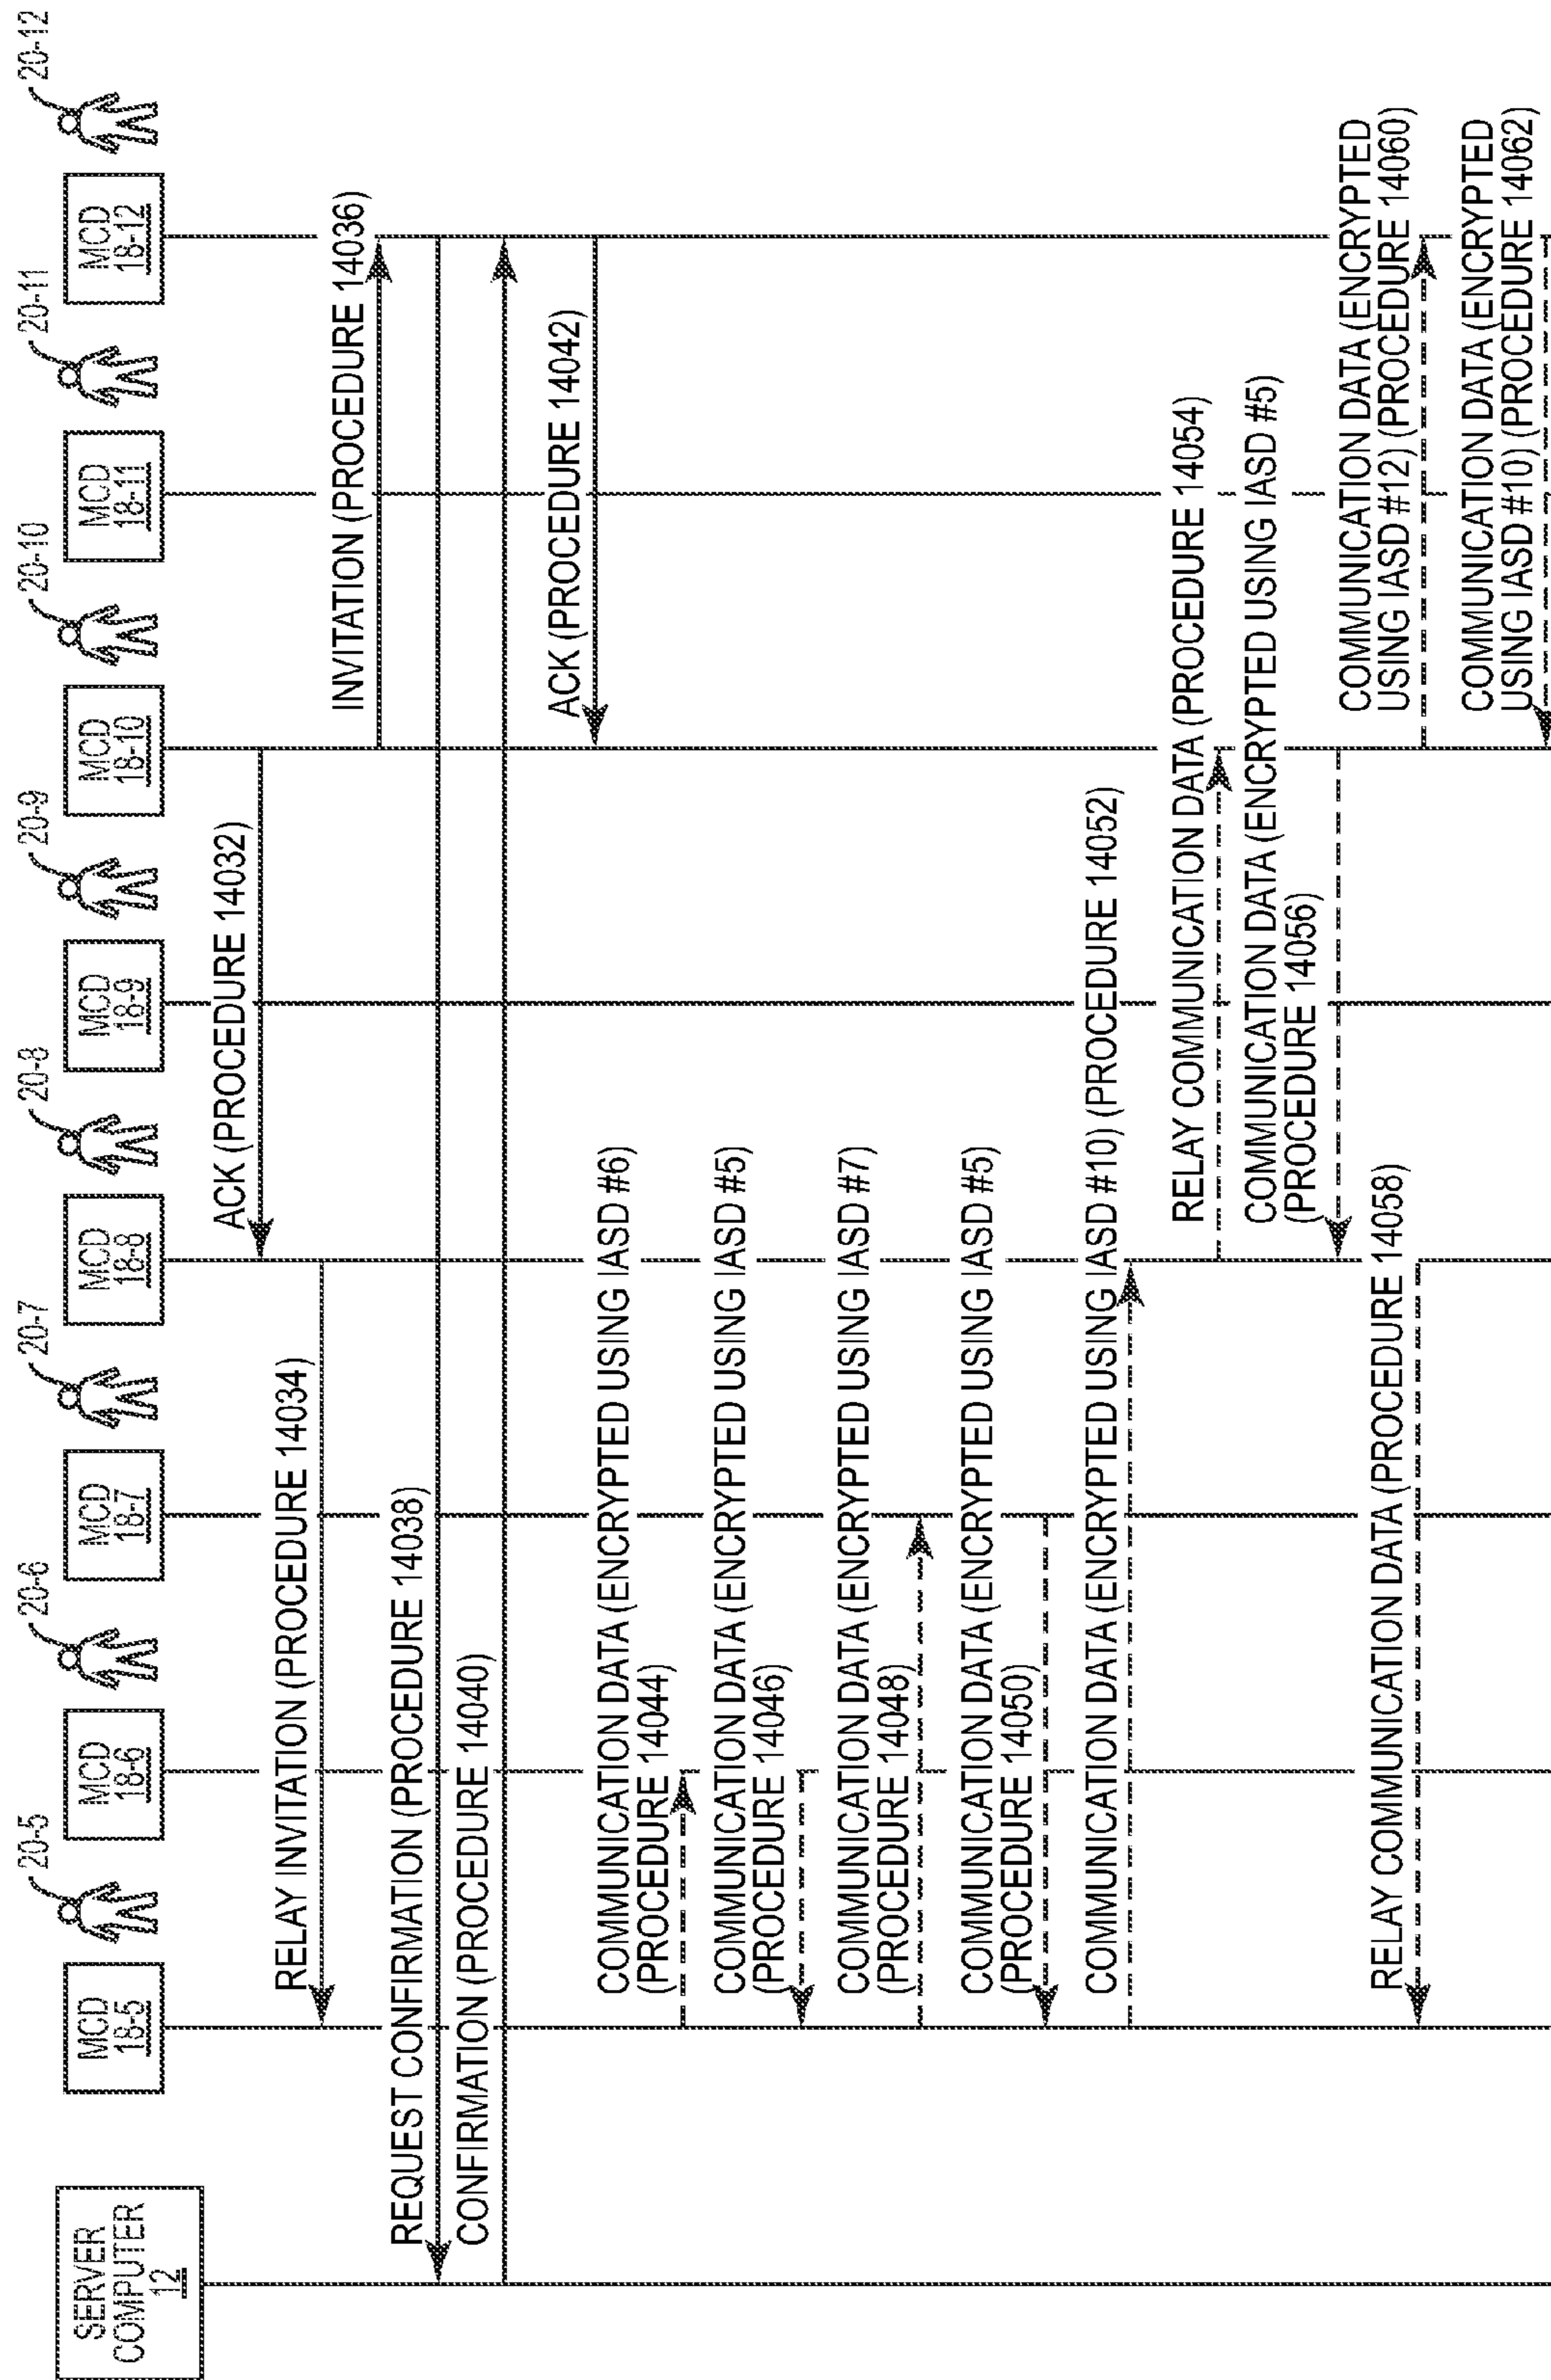 SERVER
COMPUTER
12
MCD
18-5
20-5
MCD
18-6
20-6
MCD
18-7
20-7
MCD
18-8
20-8
MCD
18-9
20-9
MCD
18-10
20-10
MCD
18-11
20-11
MCD
18-12
20-12
ACK (PROCEDURE 14032)
RELAY INVITATION (PROCEDURE 14034)
INVITATION (PROCEDURE 14036)
REQUEST CONFIRMATION (PROCEDURE 14038)
CONFIRMATION (PROCEDURE 14040)
ACK (PROCEDURE 14042)
COMMUNICATION DATA (ENCRYPTED USING IASD #6)
(PROCEDURE 14044)
COMMUNICATION DATA (ENCRYPTED USING IASD #5)
(PROCEDURE 14046)
COMMUNICATION DATA (ENCRYPTED USING IASD #7)
(PROCEDURE 14048)
COMMUNICATION DATA (ENCRYPTED USING IASD #5)
(PROCEDURE 14050)
COMMUNICATION DATA (ENCRYPTED USING IASD #10) (PROCEDURE 14052)
RELAY COMMUNICATION DATA (PROCEDURE 14054)
COMMUNICATION DATA (ENCRYPTED USING IASD #5)
(PROCEDURE 14056)
RELAY COMMUNICATION DATA (PROCEDURE 14058)
COMMUNICATION DATA (ENCRYPTED
USING IASD #12) (PROCEDURE 14060)
COMMUNICATION DATA (ENCRYPTED
USING IASD #10) (PROCEDURE 14062)